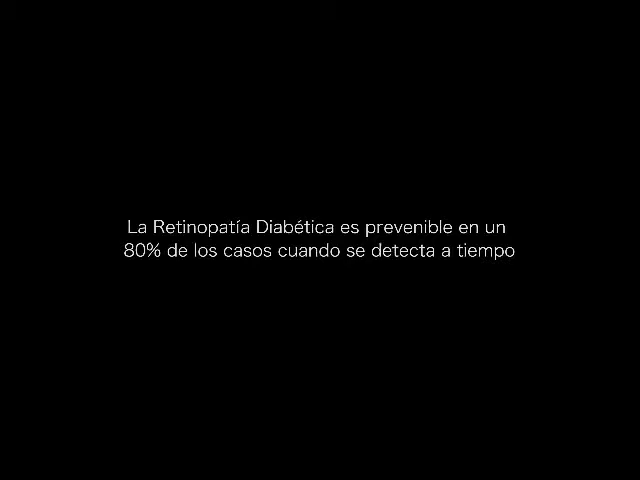 La Retinopatía Diabética es prevenible en un
80% de los casos cuando se detecta a tiempo